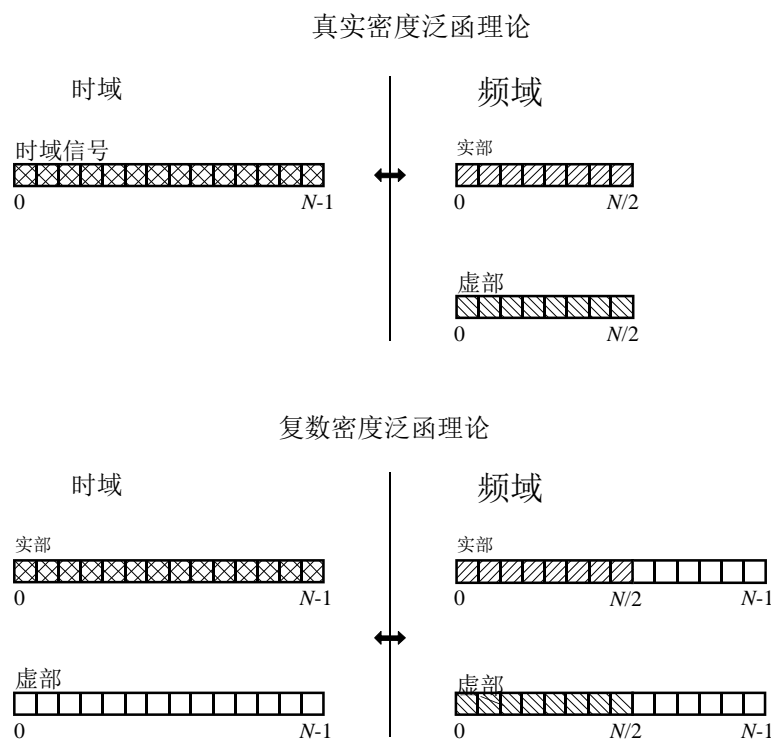 真实密度泛函理论
时域
频域
时域信号
实部
0 N-1
0 N/2
虚部
0 N/2
复数密度泛函理论
时域
频域
实部
实部
0 N-1
0 N/2 N-1
虚部
虚部
0 N-1
0 N/2 N-1